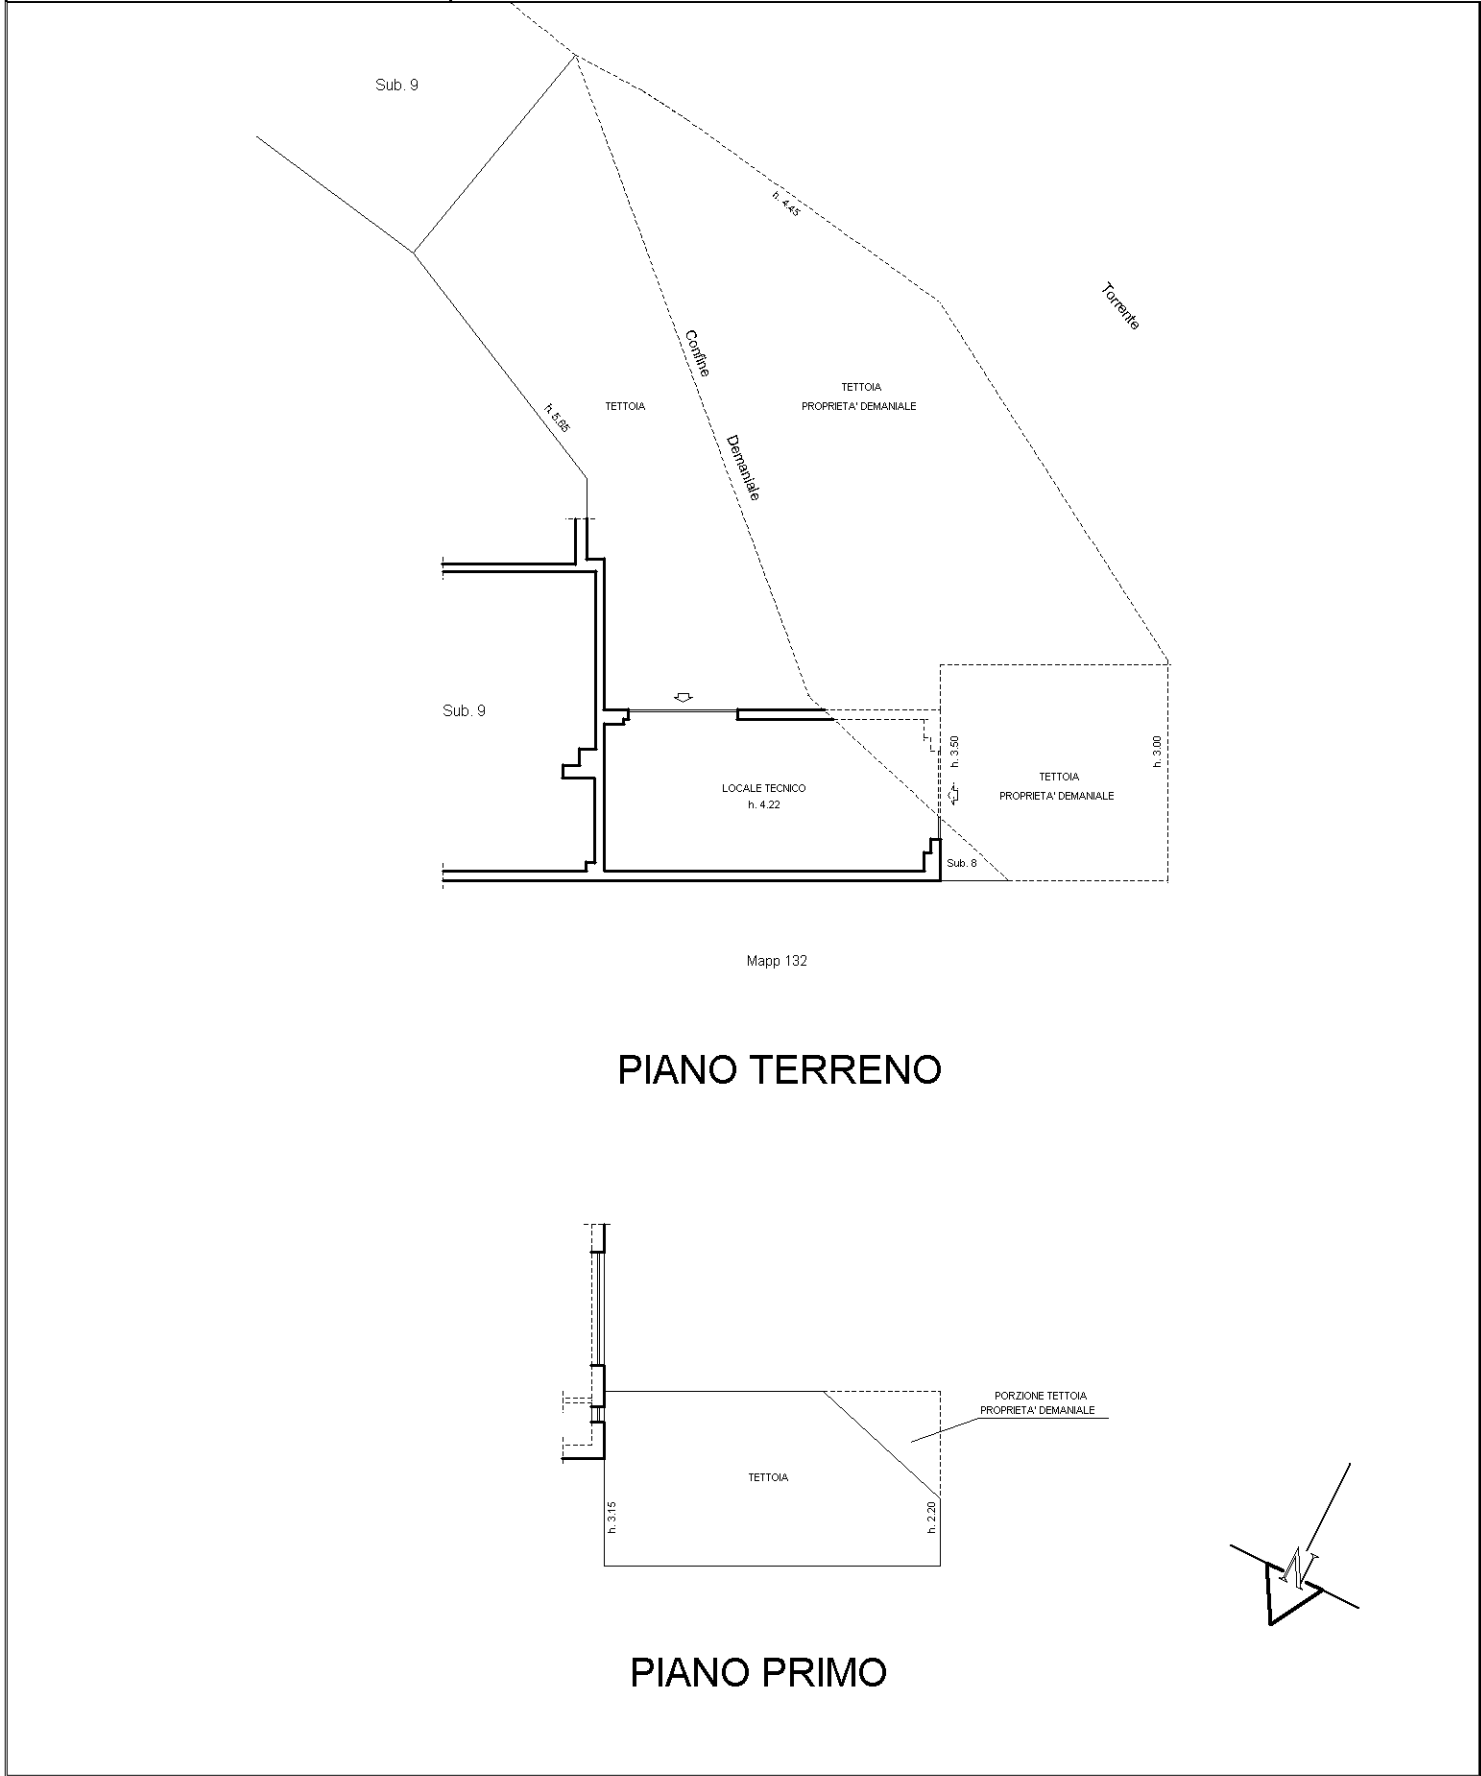 Sub. 9
h. 4.45
Torrente
Confine
Demaniale
TETTOIA
PROPRIETA' DEMANIALE
TETTOIA
h. 5.65
Sub. 9
LOCALE TECNICO
h. 4.22
h. 3.50
h. 3.00
TETTOIA
PROPRIETA' DEMANIALE
Sub. 8
Mapp 132
PIANO TERRENO
PORZIONE TETTOIA
PROPRIETA' DEMANIALE
TETTOIA
h. 3.15
h. 2.20
N
PIANO PRIMO